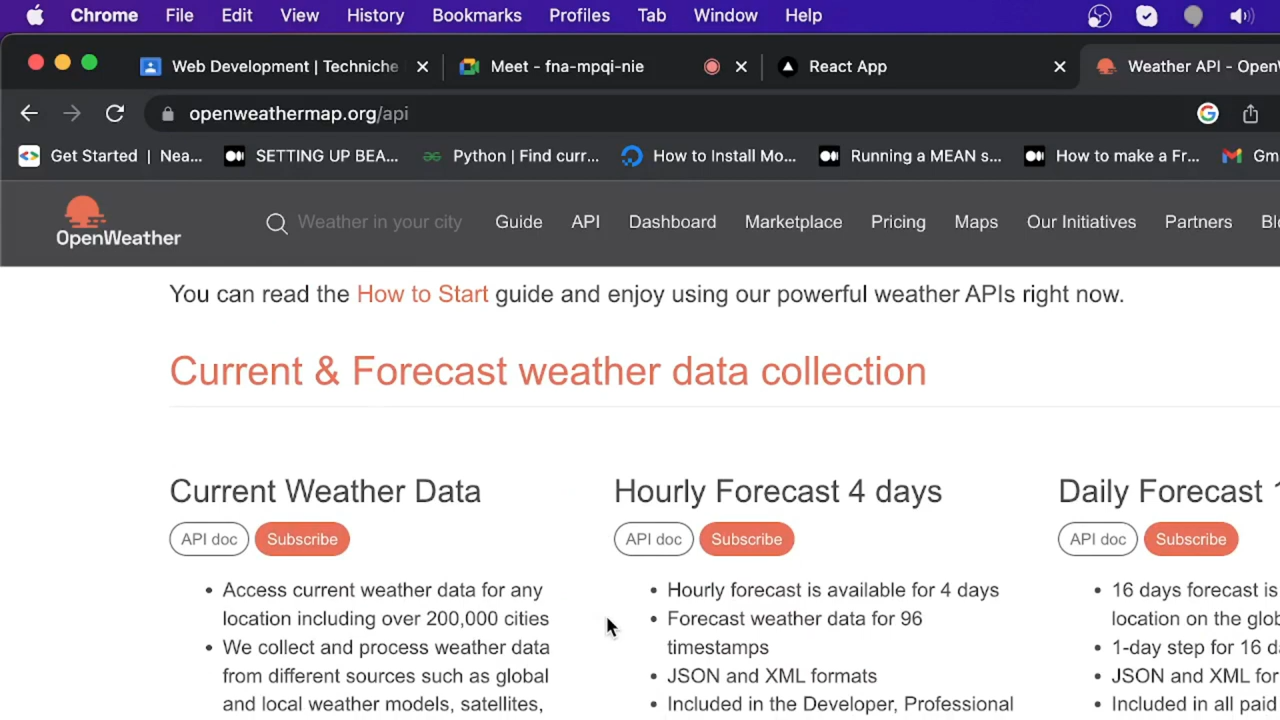 Chrome File Edit View History Bookmarks Profiles Tab Window Help
Web Development | Techniche Meet - fna-mpqi-nie React App Weather API - Open
openweathermap.org/api
Get Started | Nea... SETTING UP BEA... Python | Find curr... How to Install Mo... Running a MEAN s... How to make a Fr... Gm
OpenWeather Weather in your city Guide API Dashboard Marketplace Pricing Maps Our Initiatives Partners Bl
You can read the How to Start guide and enjoy using our powerful weather APIs right now.
Current & Forecast weather data collection
Current Weather Data
API doc Subscribe
• Access current weather data for any
location including over 200,000 cities
• We collect and process weather data
from different sources such as global
and local weather models, satellites,
Hourly Forecast 4 days
API doc Subscribe
• Hourly forecast is available for 4 days
• Forecast weather data for 96
timestamps
• JSON and XML formats
• Included in the Developer, Professional
Daily Forecast 1
API doc Subscribe
• 16 days forecast is
location on the glob
• 1-day step for 16 d
• JSON and XML for
• Included in all paid